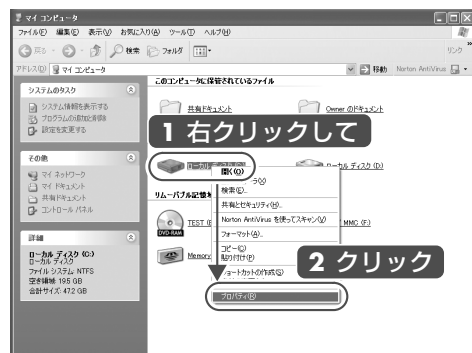 マイ コンピュータ
ファイル(F) 編集(E) 表示(V) お気に入り(A) ツール(T) ヘルプ(H)
戻る 検索 フォルダ リンク
アドレス(D) マイ コンピュータ 移動 Norton AntiVirus
システムのタスク
システム情報を表示する
プログラムの追加と削除
設定を変更する
その他
マイ ネットワーク
マイ ドキュメント
共有ドキュメント
コントロール パネル
詳細
ローカル ディスク (C:)
ローカル ディスク
ファイル システム: NTFS
空き領域: 19.5 GB
合計サイズ: 47.2 GB
このコンピュータに保管されているファイル
共有ドキュメント
Owner のドキュメント
1 右クリックして
ローカル ディスク (D:)
リムーバブル記憶
DVD-RAM
TEST
MMC (F:)
Memory
開く(O)
検索(E)...
共有とセキュリティ(H)...
Norton AntiVirus を使ってスキャン(V)
フォーマット(A)...
コピー(C)
貼り付け(P)
ショートカットの作成(S)
2 クリック
プロパティ(R)